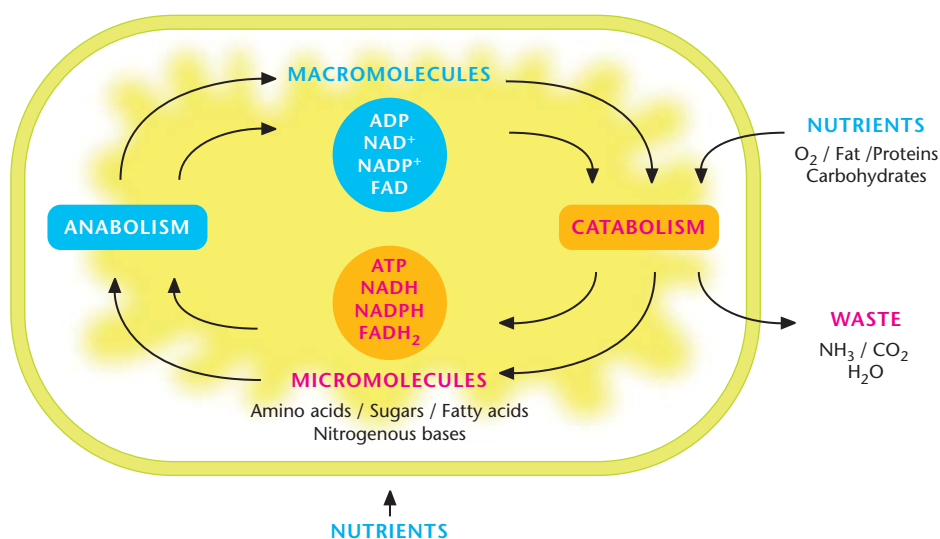 MACROMOLECULES
ADP
NAD⁺
NADP⁺
FAD
NUTRIENTS
O₂ / Fat /Proteins
Carbohydrates
ANABOLISM
CATABOLISM
ATP
NADH
NADPH
FADH₂
WASTE
NH₃ / CO₂
H₂O
MICROMOLECULES
Amino acids / Sugars / Fatty acids
Nitrogenous bases
NUTRIENTS